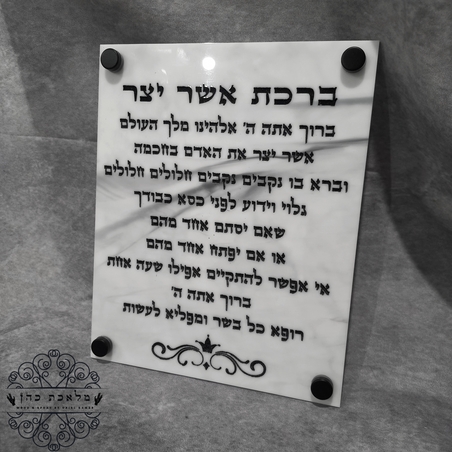 ברכת אשר יצר
ברוך אתה ה' אלהינו מלך העולם
אשר יצר את האדם בחכמה
וברא בו נקבים נקבים חלולים חלולים
גלוי וידוע לפני כסא כבודך
שאם יסתם אחד מהם
או אם יפתח אחד מהם
אי אפשר להתקיים אפילו שעה אחת
ברוך אתה ה'
רופא כל בשר ומפליא לעשות
מלאכת כהן